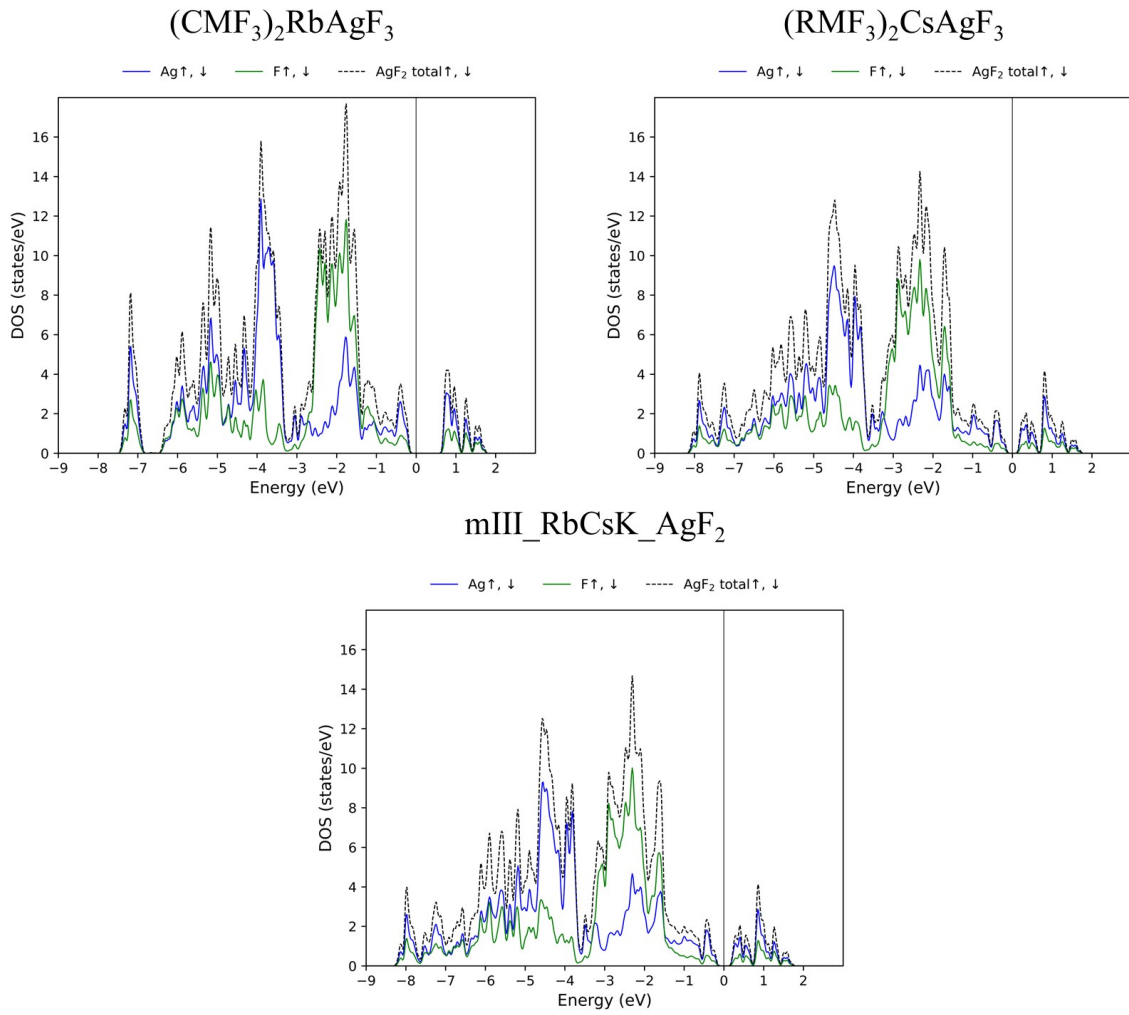 (CMF₃)₂RbAgF₃
Ag↑, ↓ F↑, ↓ AgF₂ total↑, ↓
DOS (states/eV)
16
14
12
10
8
6
4
2
0
−9 −8 −7 −6 −5 −4 −3 −2 −1 0 1 2
Energy (eV)
(RMF₃)₂CsAgF₃
Ag↑, ↓ F↑, ↓ AgF₂ total↑, ↓
DOS (states/eV)
16
14
12
10
8
6
4
2
0
−9 −8 −7 −6 −5 −4 −3 −2 −1 0 1 2
Energy (eV)
mIII_RbCsK_AgF₂
Ag↑, ↓ F↑, ↓ AgF₂ total↑, ↓
DOS (states/eV)
16
14
12
10
8
6
4
2
0
−9 −8 −7 −6 −5 −4 −3 −2 −1 0 1 2
Energy (eV)